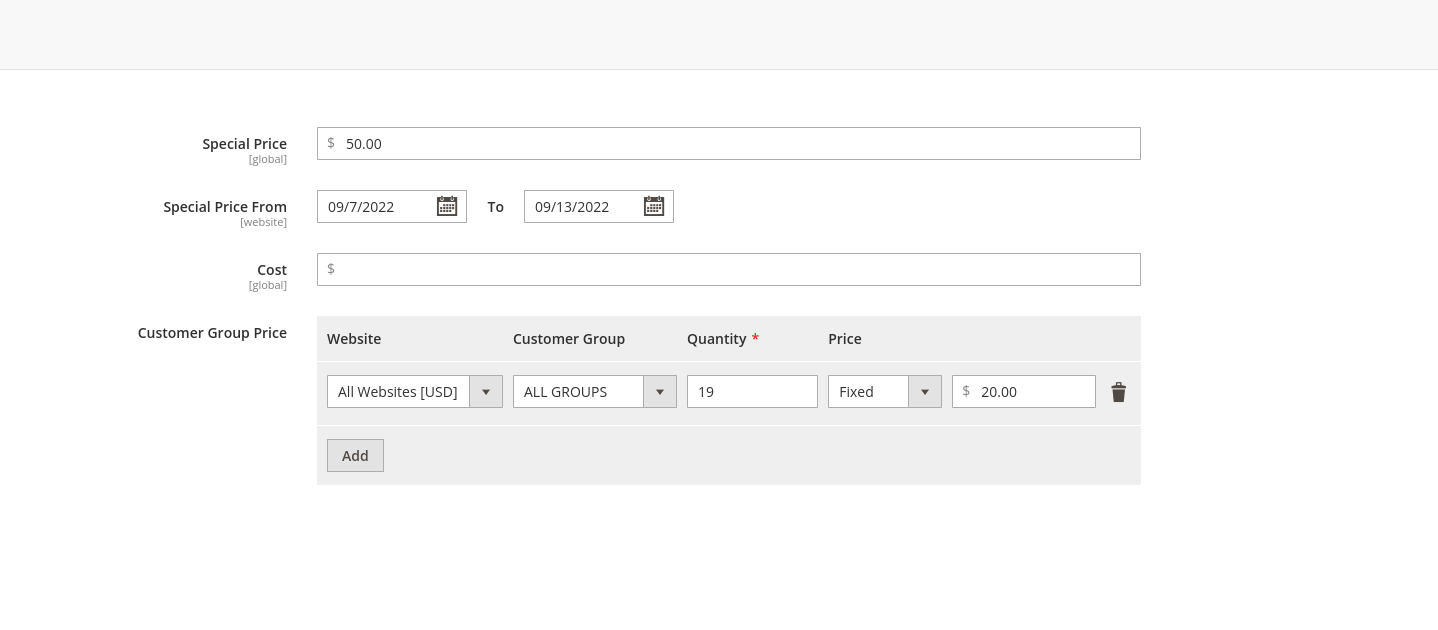 Special Price
[global]
$ 50.00
Special Price From
[website]
09/7/2022 To 09/13/2022
Cost
[global]
$
Customer Group Price
Website Customer Group Quantity * Price
All Websites [USD] ALL GROUPS 19 Fixed $ 20.00
Add